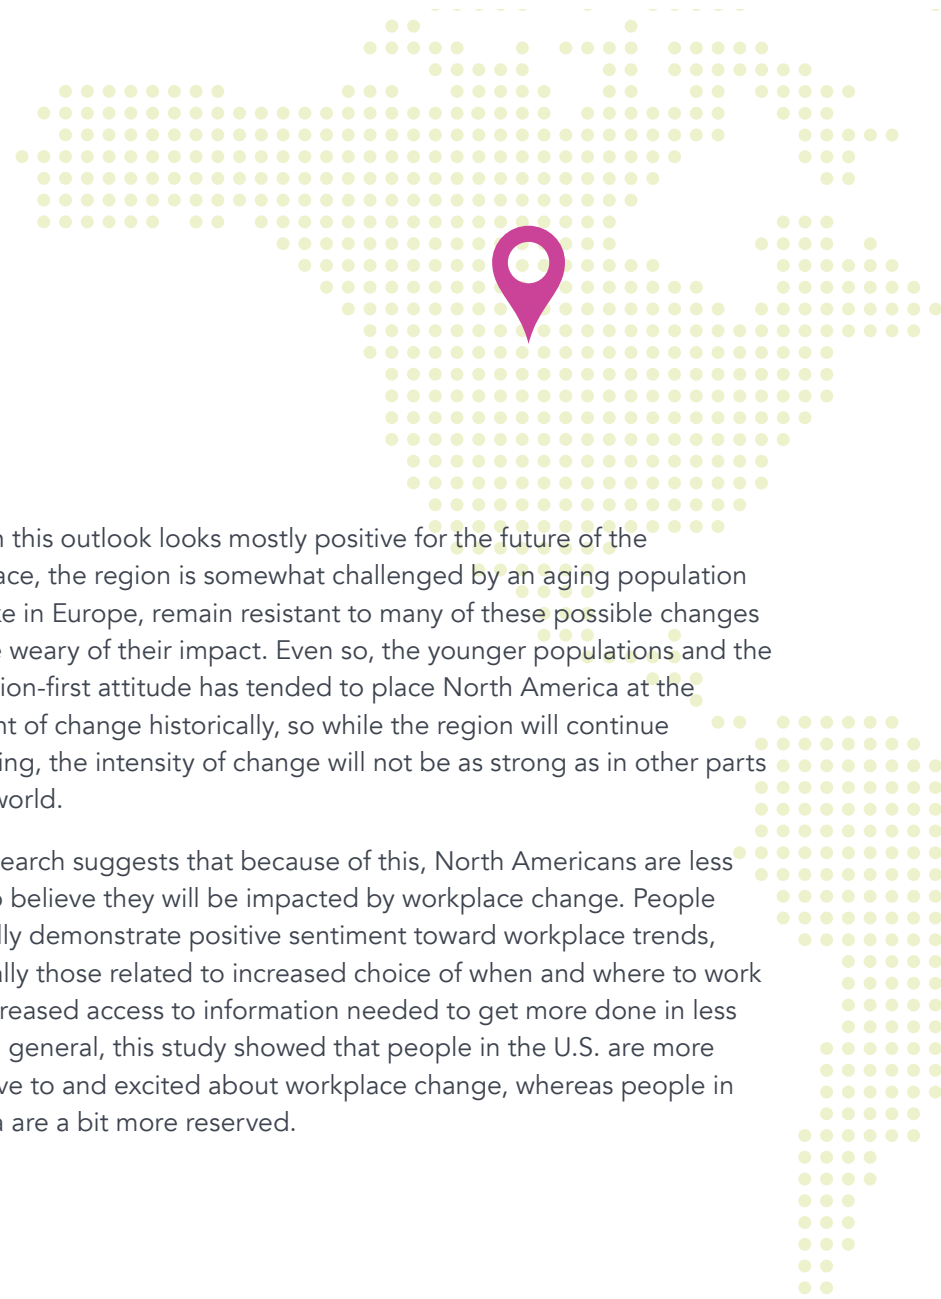 n this outlook looks mostly positive for the future of the
ace, the region is somewhat challenged by an aging population
ke in Europe, remain resistant to many of these possible changes
e weary of their impact. Even so, the younger populations and the
ion-first attitude has tended to place North America at the
nt of change historically, so while the region will continue
ing, the intensity of change will not be as strong as in other parts
world.
search suggests that because of this, North Americans are less
o believe they will be impacted by workplace change. People
lly demonstrate positive sentiment toward workplace trends,
ally those related to increased choice of when and where to work
creased access to information needed to get more done in less
general, this study showed that people in the U.S. are more
ve to and excited about workplace change, whereas people in
a are a bit more reserved.